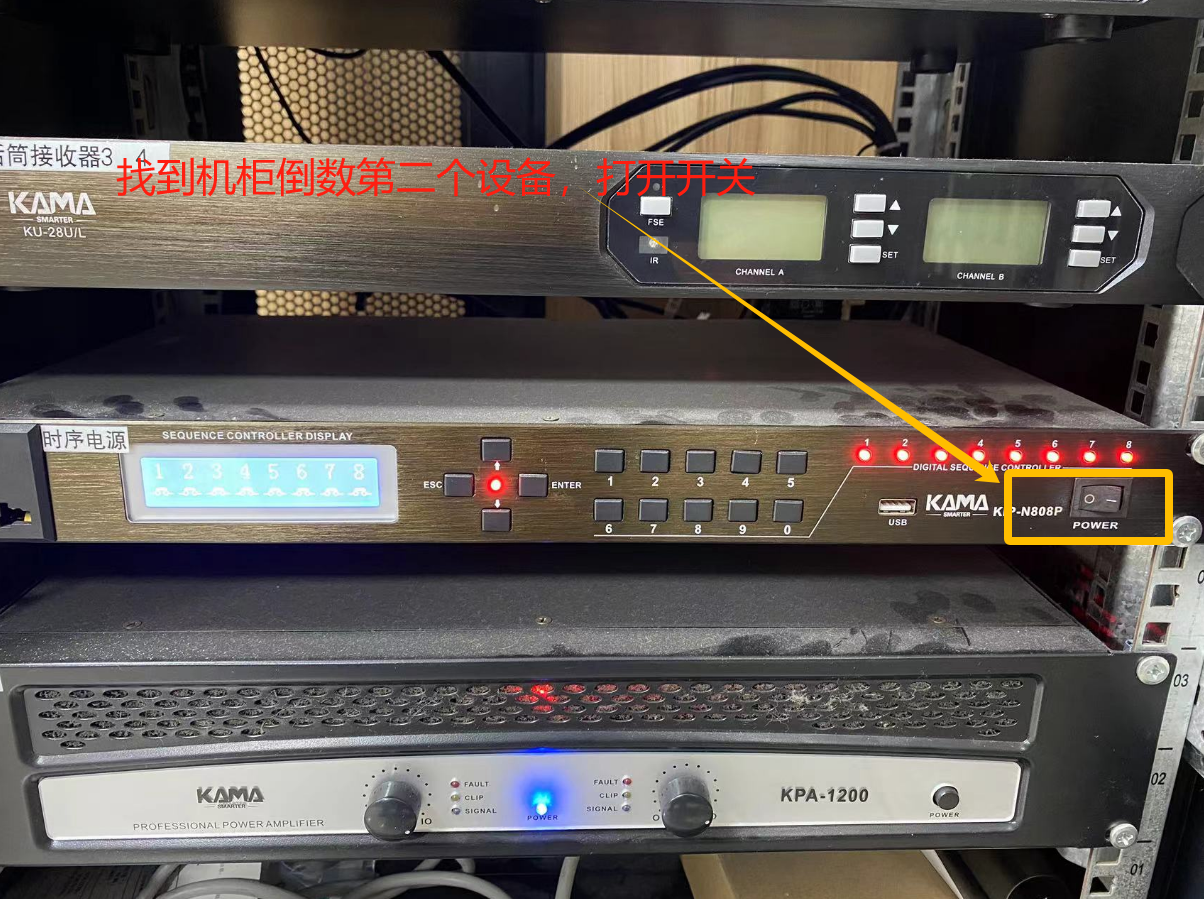 话筒接收器3、4
找到机柜倒数第二个设备，打开开关
KAMA
SMARTER
KU-28U/L
FSE
IR
CHANNEL A
SET
CHANNEL B
SET
时序电源
SEQUENCE CONTROLLER DISPLAY
1 2 3 4 5 6 7 8
ESC
ENTER
1 2 3 4 5
6 7 8 9 0
1 2 4 5 6 7 8
DIGITAL SEQUENCE CONTROLLER
USB
KAMA
SMARTER
KIP-N808P
POWER
03
02
01
KAMA
SMARTER
PROFESSIONAL POWER AMPLIFIER
FAULT
CLIP
SIGNAL
POWER
FAULT
CLIP
SIGNAL
KPA-1200
POWER